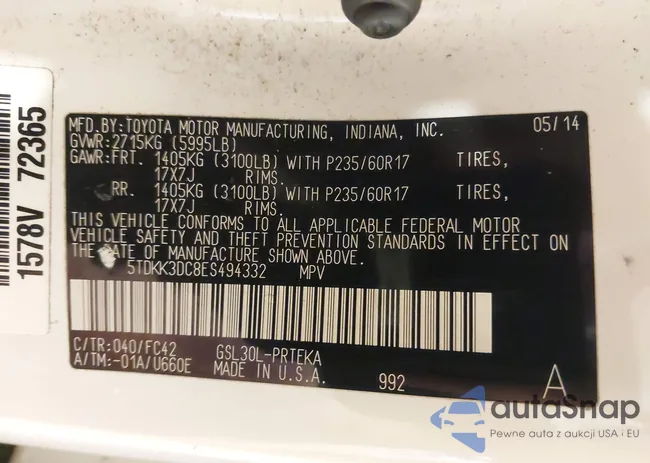 1578V 72365
MFD.BY:TOYOTA MOTOR MANUFACTURING, INDIANA, INC. 05/14
GVWR:2715KG (5995LB)
GAWR:FRT. 1405KG (3100LB) WITH P235/60R17 TIRES,
17X7J RIMS.
RR. 1405KG (3100LB) WITH P235/60R17 TIRES,
17X7J RIMS.
THIS VEHICLE CONFORMS TO ALL APPLICABLE FEDERAL MOTOR
VEHICLE SAFETY AND THEFT PREVENTION STANDARDS IN EFFECT ON
THE DATE OF MANUFACTURE SHOWN ABOVE.
5TDKK3DC8ES494332 MPV
C/TR:040/FC42 GSL30L-PRTEKA
A/TM:-01A/U660E MADE IN U.S.A. 992 A
autoSnap
Pewne auta z aukcji USA i EU